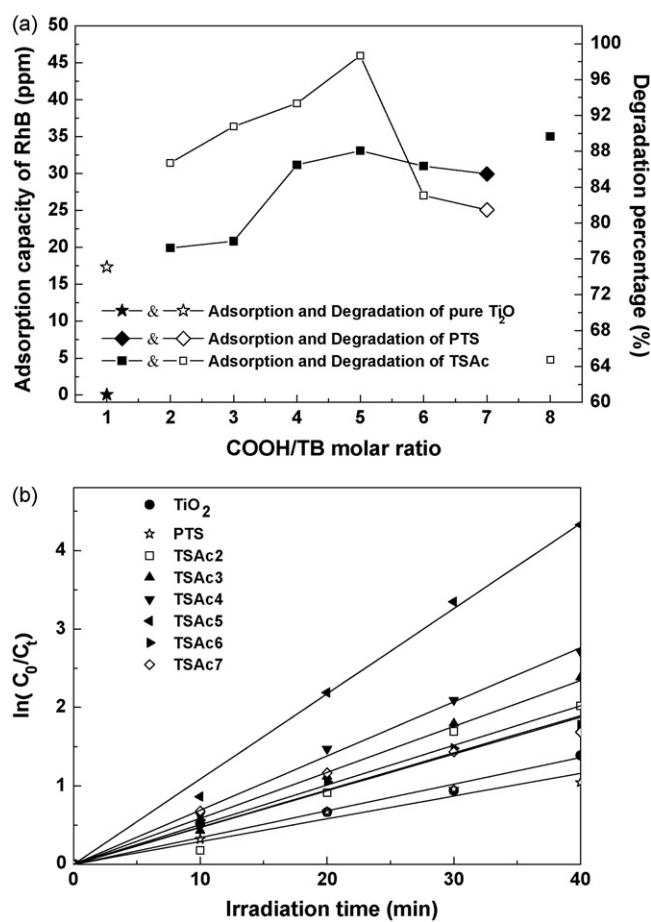 (a)
50
45
40
35
30
25
20
15
10
5
0
Adsorption capacity of RhB (ppm)
100
96
92
88
84
80
76
72
68
64
60
Degradation percentage (%)
& Adsorption and Degradation of pure TiO2
& Adsorption and Degradation of PTS
& Adsorption and Degradation of TSAc
1 2 3 4 5 6 7 8
COOH/TB molar ratio
(b)
TiO2
PTS
TSAc2
TSAc3
TSAc4
TSAc5
TSAc6
TSAc7
4
3
2
1
0
ln( C0/Ct)
0 10 20 30 40
Irradiation time (min)